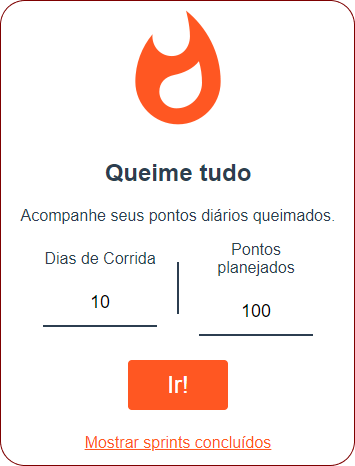 Queime tudo
Acompanhe seus pontos diários queimados.
Dias de Corrida
10
Pontos
planejados
100
Ir!
Mostrar sprints concluídos